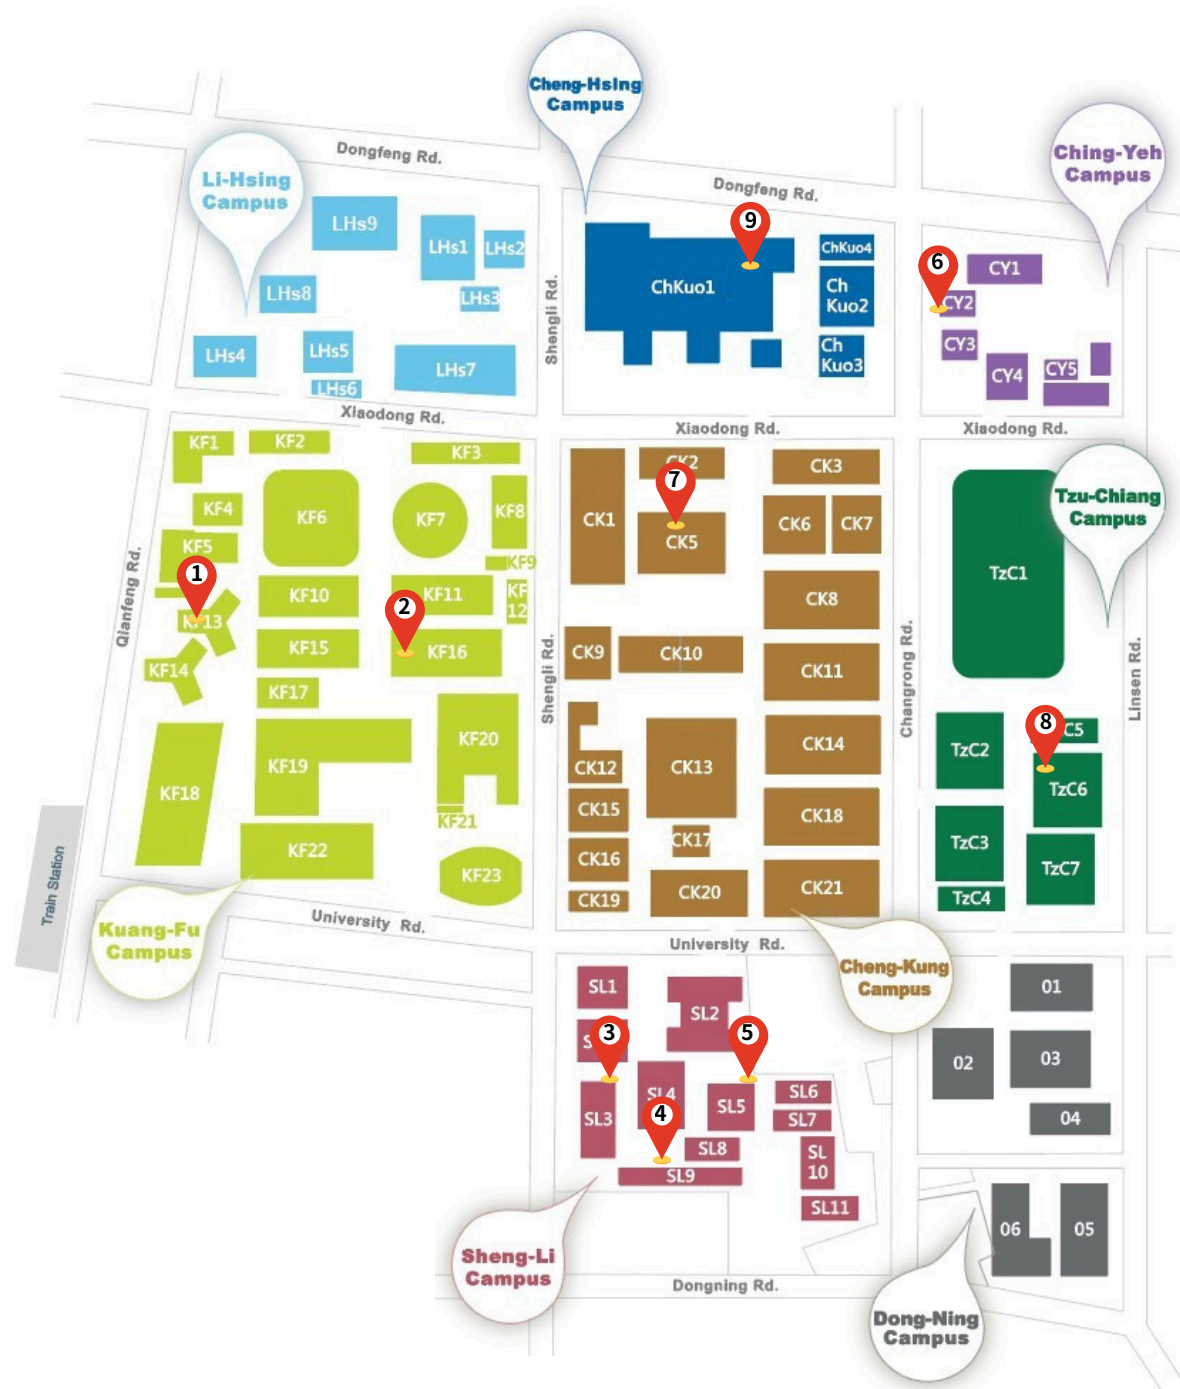 Cheng-Hsing
Campus
Ching-Yeh
Campus
Dongfeng Rd.
Li-Hsing
Campus
Dongfeng Rd.
LHs9
LHs1
LHs2
9
ChKuo4
6
CY1
LHs8
LHs3
ChKuo1
Ch
Kuo2
CY2
Shengli Rd.
LHs4
LHs5
LHs7
LHs6
Ch
Kuo3
CY3
CY4
CY5
Xiaodong Rd.
Xiaodong Rd.
Xiaodong Rd.
KF1
KF2
KF3
CK2
CK3
7
Tzu-Chiang
Campus
KF4
KF6
KF7
KF8
CK1
CK6
CK7
CK5
KF5
KF9
TzC1
1
Qianfeng Rd.
KF10
KF11
KF
12
CK8
2
KF13
KF15
KF16
CK9
CK10
KF14
CK11
Shengli Rd.
Changrong Rd.
Linsen Rd.
KF17
8
C5
KF19
KF20
CK14
TzC2
KF18
CK12
CK13
TzC6
KF21
CK15
CK18
CK17
TzC3
KF22
CK16
TzC7
KF23
CK20
CK21
CK19
TzC4
Train Station
University Rd.
Kuang-Fu
Campus
University Rd.
Cheng-Kung
Campus
SL1
SL2
01
3
5
02
03
SL4
SL6
SL3
4
SL5
SL7
04
SL8
SL
10
SL9
SL11
06
05
Sheng-Li
Campus
Dongning Rd.
Dong-Ning
Campus